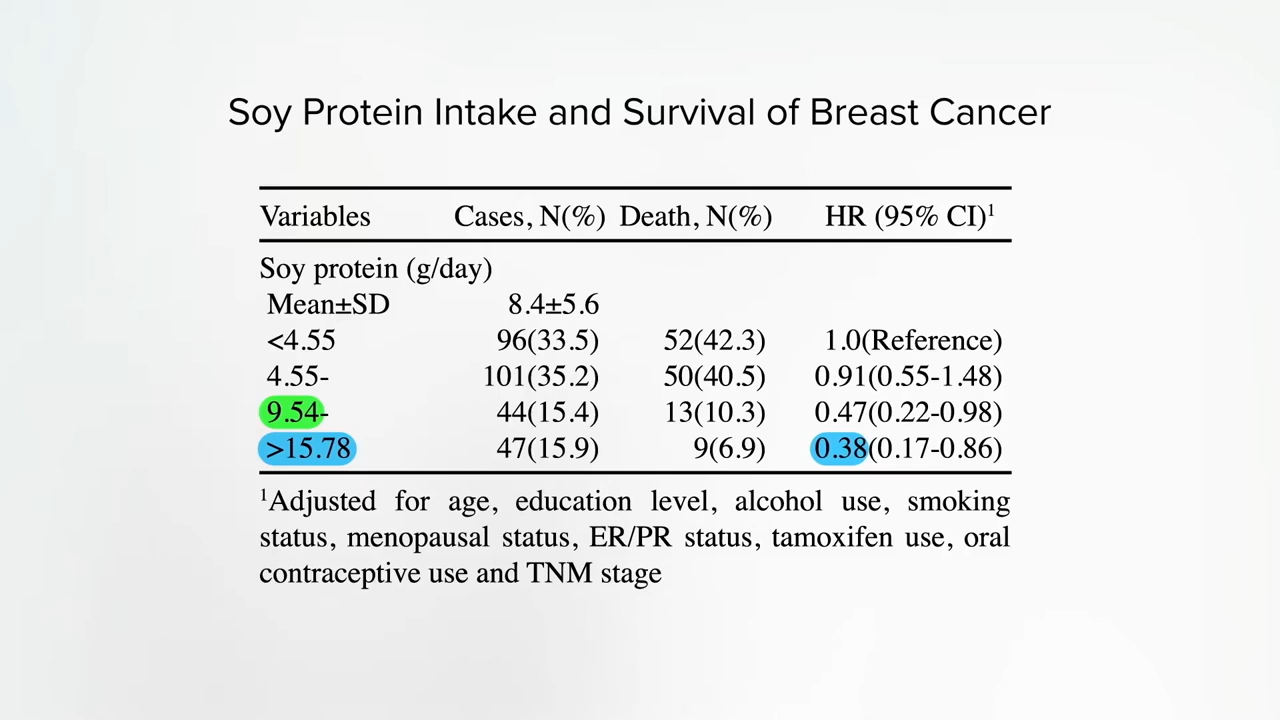 Soy Protein Intake and Survival of Breast Cancer
Variables Cases, N(%) Death, N(%) HR (95% CI)¹
Soy protein (g/day)
Mean±SD 8.4±5.6
<4.55 96(33.5) 52(42.3) 1.0(Reference)
4.55- 101(35.2) 50(40.5) 0.91(0.55-1.48)
9.54- 44(15.4) 13(10.3) 0.47(0.22-0.98)
>15.78 47(15.9) 9(6.9) 0.38(0.17-0.86)
¹Adjusted for age, education level, alcohol use, smoking
status, menopausal status, ER/PR status, tamoxifen use, oral
contraceptive use and TNM stage